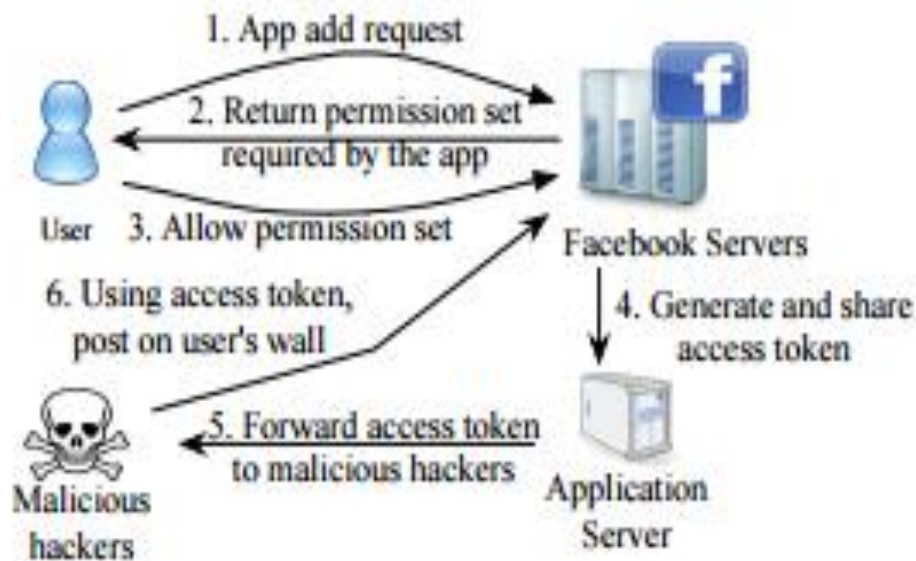 1. App add request
2. Return permission set
required by the app
User
3. Allow permission set
f
Facebook Servers
6. Using access token,
post on user's wall
4. Generate and share
access token
5. Forward access token
to malicious hackers
Malicious
hackers
Application
Server